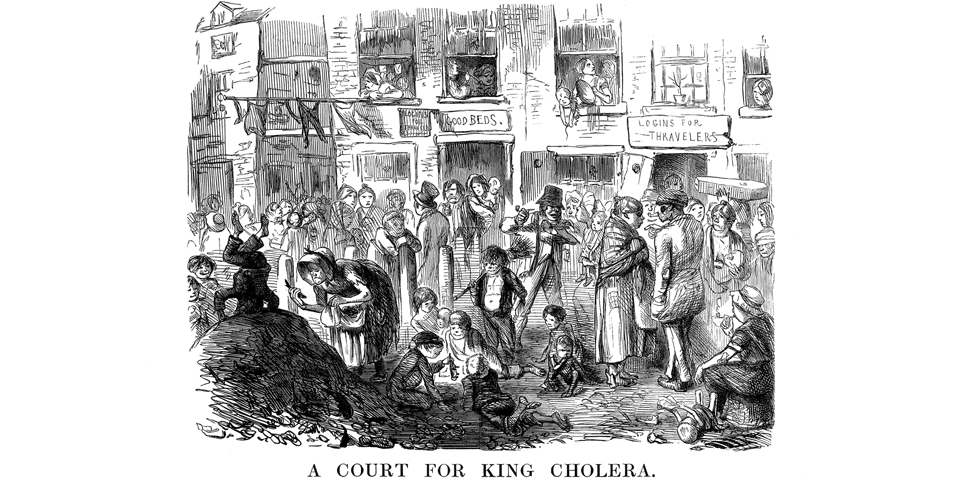 GOOD BEDS.
LOGINS FOR
THRAVELERS
A COURT FOR KING CHOLERA.